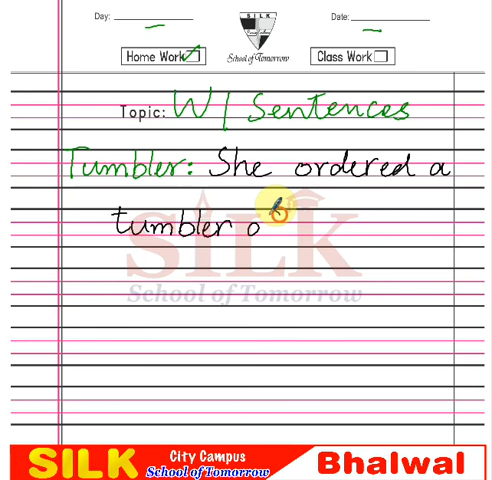 Day:
SILK
Date:
Home Work
School of Tomorrow
Class Work
Topic: W/Sentences
Tumbler: She ordered a
tumbler o
SILK
School of Tomorrow
SILK City Campus School of Tomorrow Bhalwal